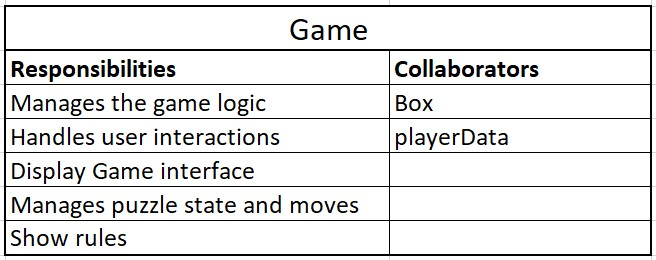 Game
Responsibilities Collaborators
Manages the game logic Box
Handles user interactions playerData
Display Game interface
Manages puzzle state and moves
Show rules